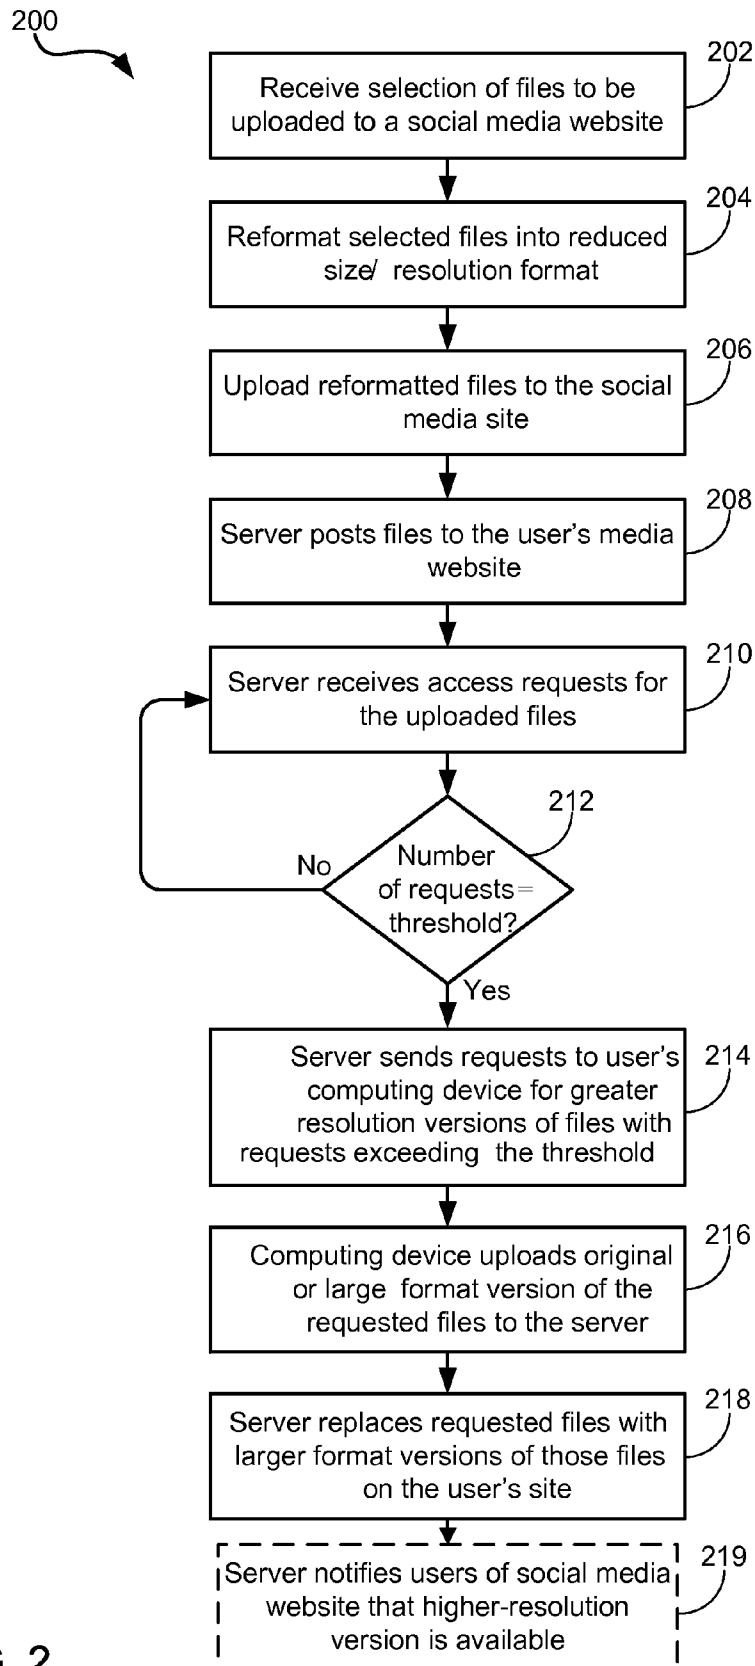 200
202
Receive selection of files to be
uploaded to a social media website
204
Reformat selected files into reduced
size/ resolution format
206
Upload reformatted files to the social
media site
208
Server posts files to the user's media
website
210
Server receives access requests for
the uploaded files
212
Number
of requests=
threshold?
No
Yes
214
Server sends requests to user's
computing device for greater
resolution versions of files with
requests exceeding the threshold
216
Computing device uploads original
or large format version of the
requested files to the server
218
Server replaces requested files with
larger format versions of those files
on the user's site
219
Server notifies users of social media
website that higher-resolution
version is available
2